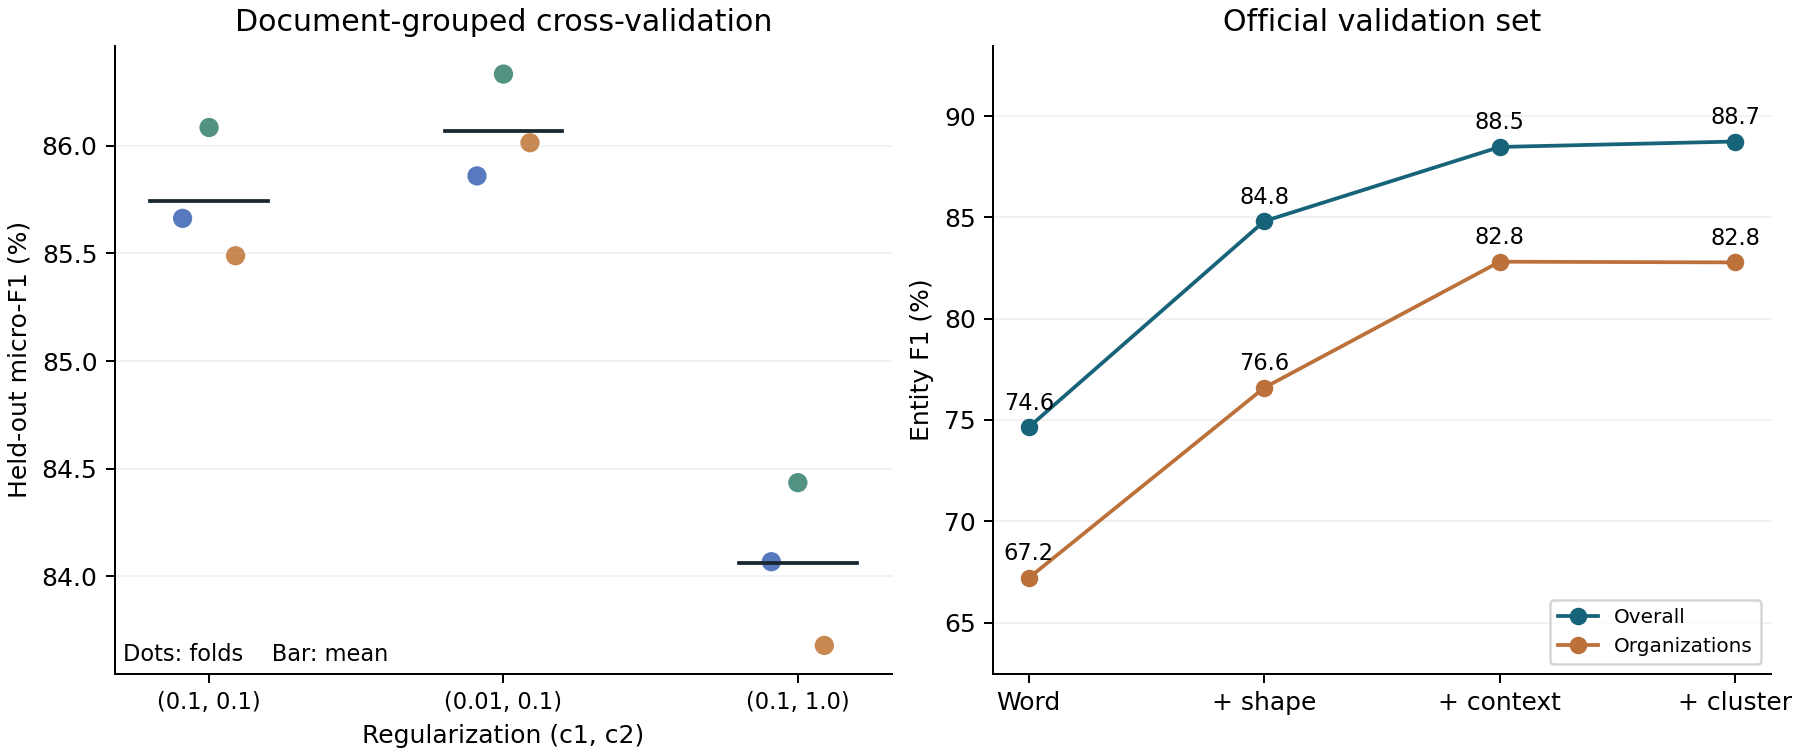 Document-grouped cross-validation
Held-out micro-F1 (%)
86.0
85.5
85.0
84.5
84.0
Dots: folds    Bar: mean
(0.1, 0.1)
(0.01, 0.1)
(0.1, 1.0)
Regularization (c1, c2)
Official validation set
Entity F1 (%)
90
85
80
75
70
65
74.6
84.8
88.5
88.7
67.2
76.6
82.8
82.8
Overall
Organizations
Word
+ shape
+ context
+ cluster